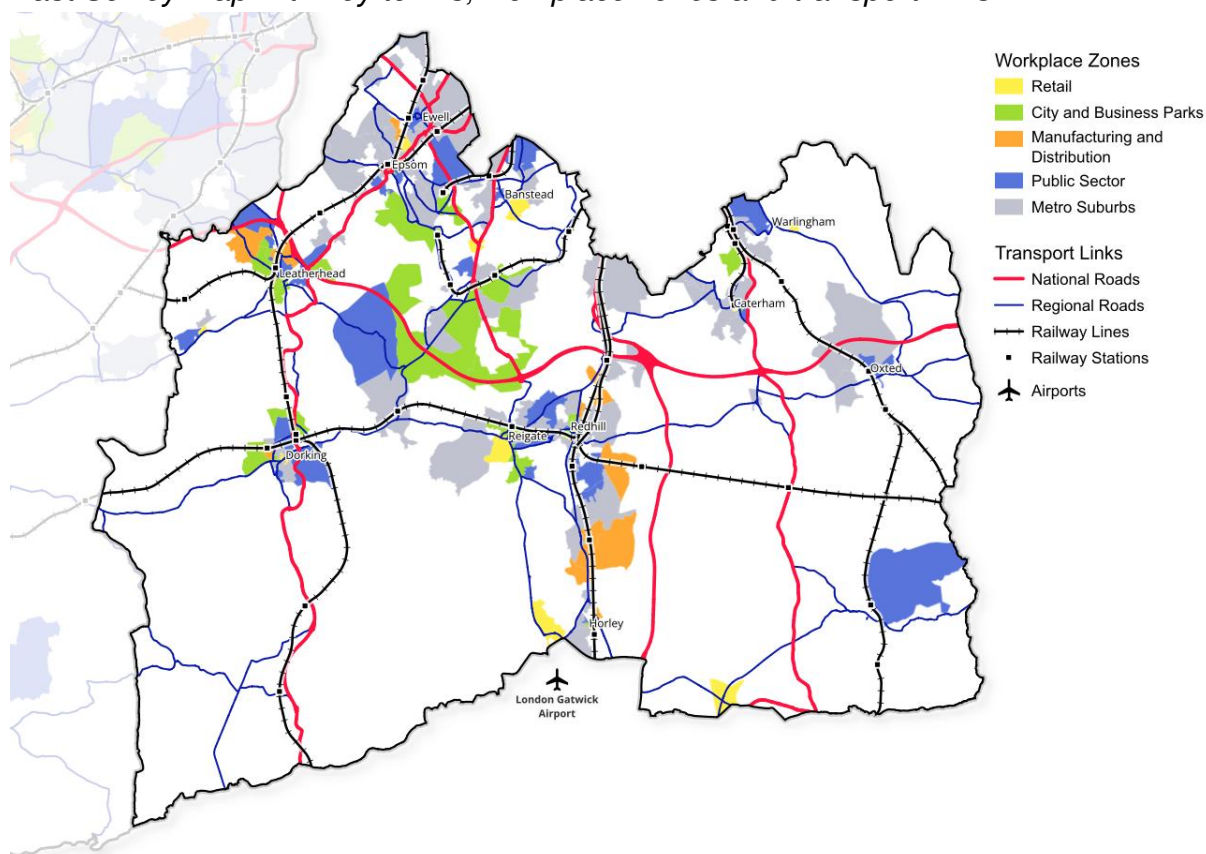 Ewell
Epsom
Banstead
Warlingham
Leatherhead
Caterham
Oxted
Redhill
Reigate
Dorking
Horley
London Gatwick
Airport
Workplace Zones
Retail
City and Business Parks
Manufacturing and
Distribution
Public Sector
Metro Suburbs
Transport Links
National Roads
Regional Roads
Railway Lines
Railway Stations
Airports